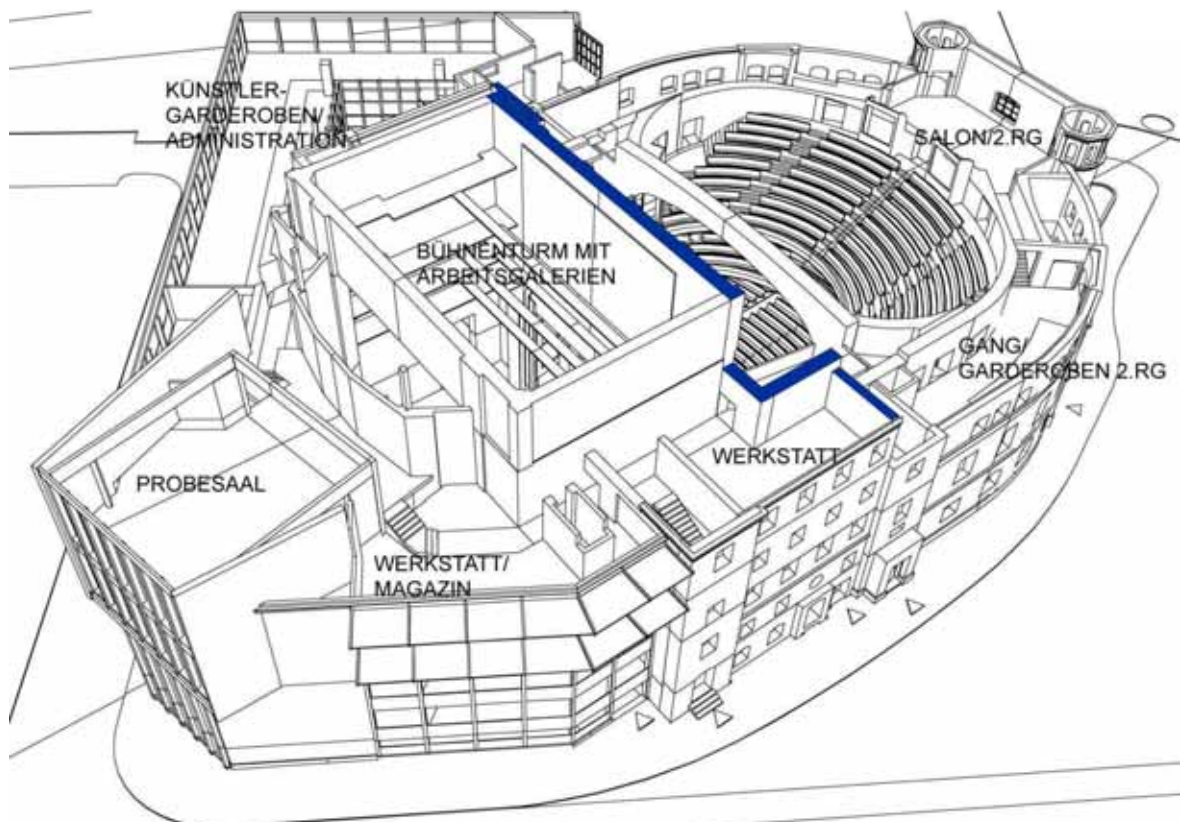 KÜNSTLER-
GARDEROBEN/
ADMINISTRATION
SALON/2.RG
BÜHNENTURM MIT
ARBEITSGALERIEN
GANG/
GARDEROBEN 2.RG
WERKSTATT
PROBESAAL
WERKSTATT/
MAGAZIN